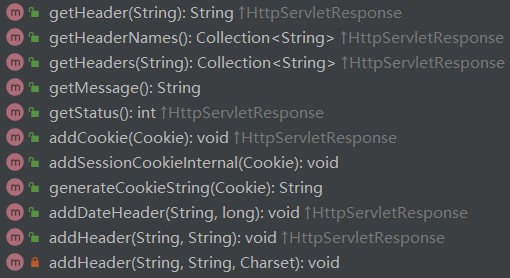 getHeader(String): String ↑HttpServletResponse
getHeaderNames(): Collection<String> ↑HttpServletResponse
getHeaders(String): Collection<String> ↑HttpServletResponse
getMessage(): String
getStatus(): int ↑HttpServletResponse
addCookie(Cookie): void ↑HttpServletResponse
addSessionCookieInternal(Cookie): void
generateCookieString(Cookie): String
addDateHeader(String, long): void ↑HttpServletResponse
addHeader(String, String): void ↑HttpServletResponse
addHeader(String, String, Charset): void